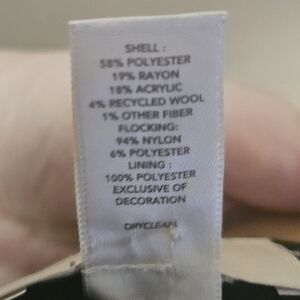 SHELL :
58% POLYESTER
19% RAYON
18% ACRYLIC
4% RECYCLED WOOL
1% OTHER FIBER
FLOCKING:
94% NYLON
6% POLYESTER
LINING :
100% POLYESTER
EXCLUSIVE OF
DECORATION
DRYCLEAN